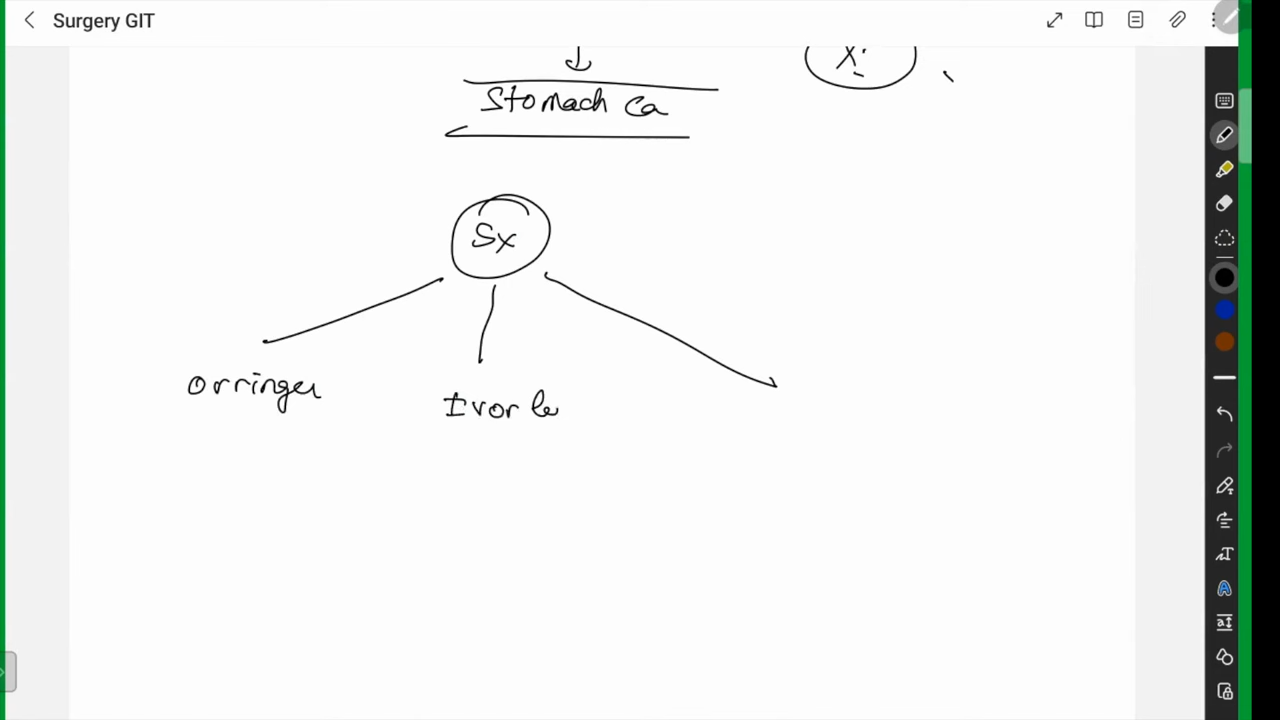 Surgery GIT
X
Stomach Ca
Sx
Orringer
Ivor le